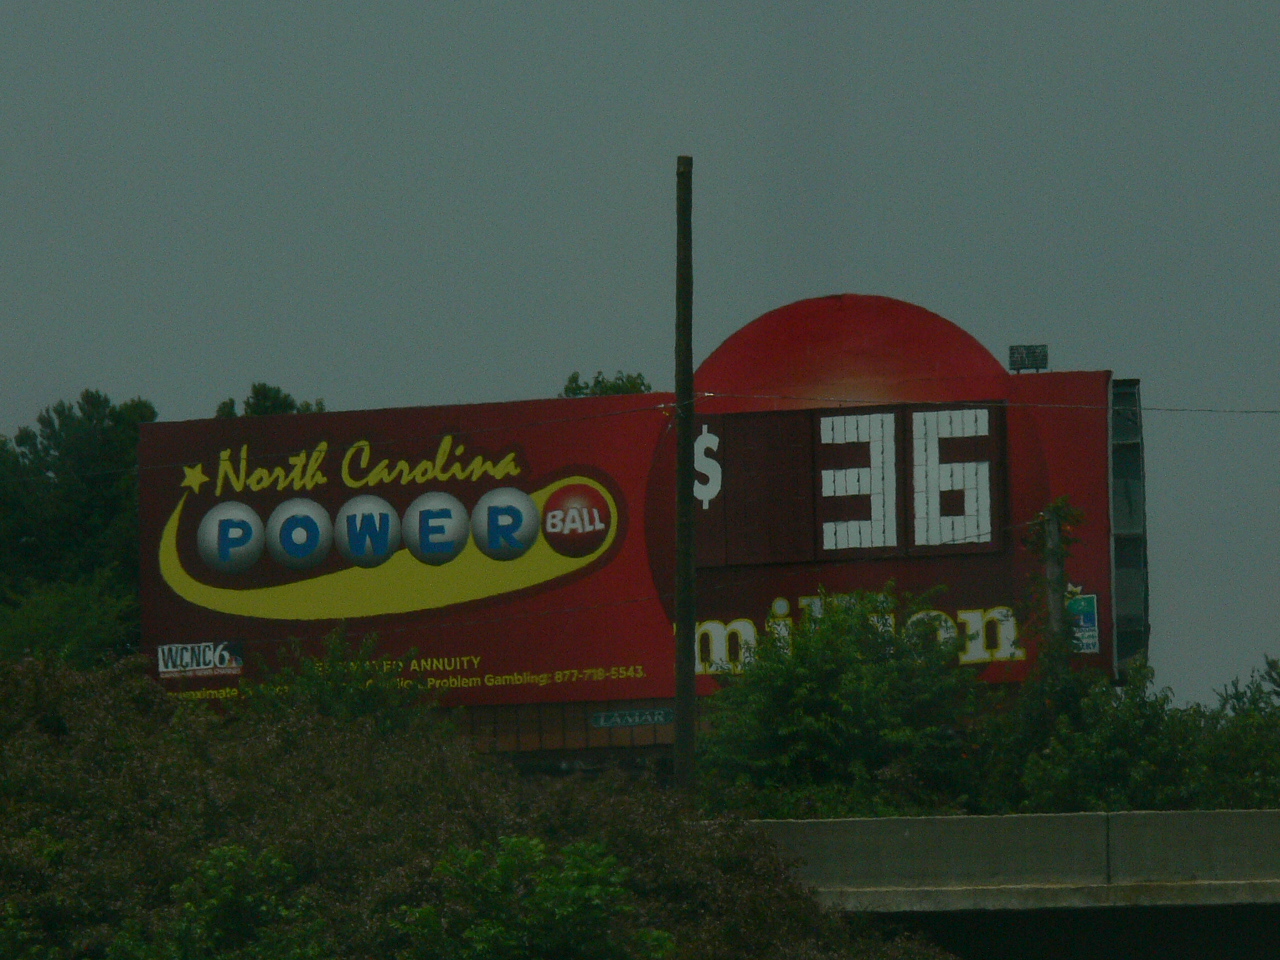 North Carolina
POWER BALL
$ 36
million
WCNC6
ESTIMATED ANNUITY
Problem Gambling: 877-718-5543.
LAMAR